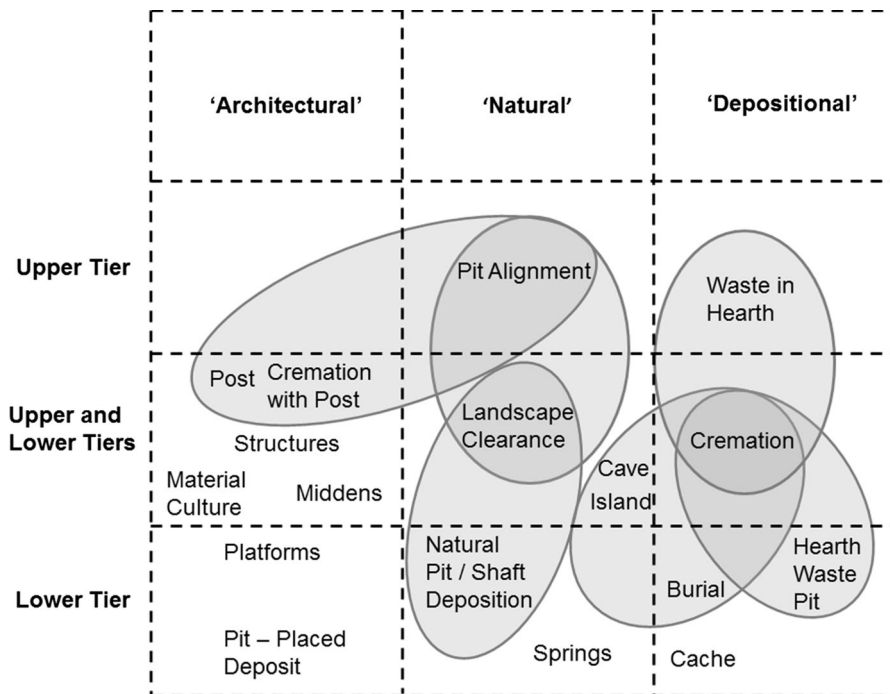 ‘Architectural’
‘Natural’
‘Depositional’
Upper Tier
Pit Alignment
Waste in
Hearth
Upper and
Lower Tiers
Post
Cremation
with Post
Structures
Material
Culture
Middens
Landscape
Clearance
Cave
Island
Cremation
Lower Tier
Platforms
Pit – Placed
Deposit
Natural
Pit / Shaft
Deposition
Springs
Burial
Hearth
Waste
Pit
Cache